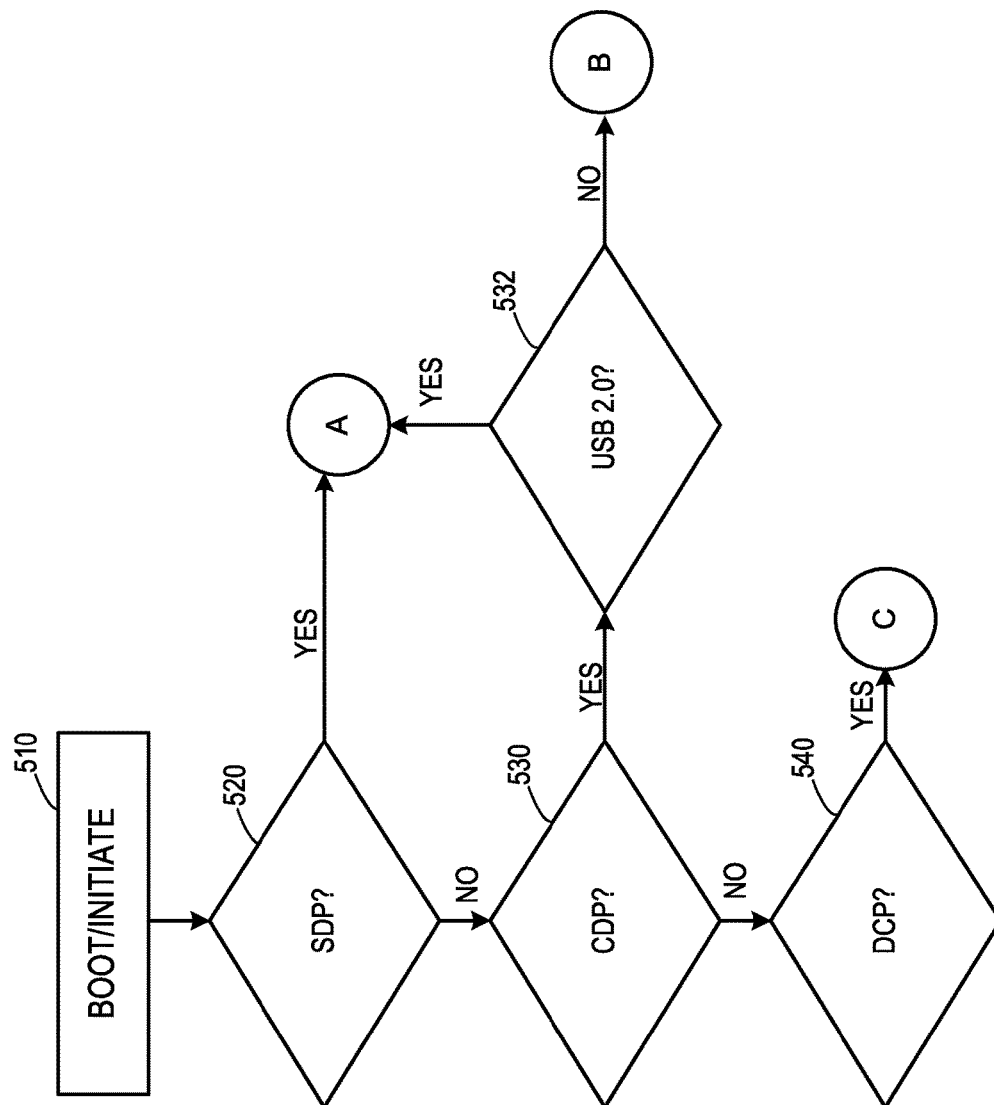 510
BOOT/INITIATE
520
SDP?
YES
A
NO
530
CDP?
YES
532
USB 2.0?
YES
NO
B
NO
540
DCP?
YES
C